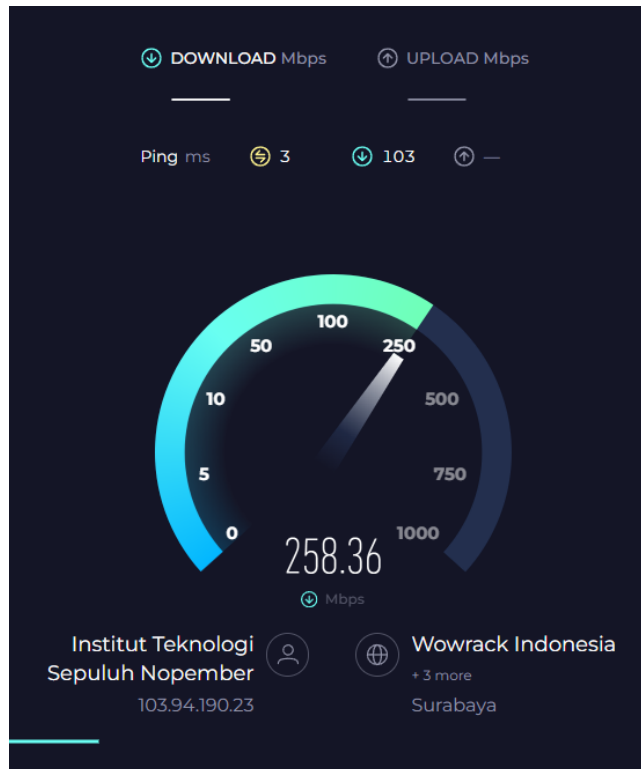 DOWNLOAD Mbps
UPLOAD Mbps
Ping ms 3 103 —
0
5
10
50
100
250
500
750
1000
258.36
Mbps
Institut Teknologi
Sepuluh Nopember
103.94.190.23
Wowrack Indonesia
+ 3 more
Surabaya